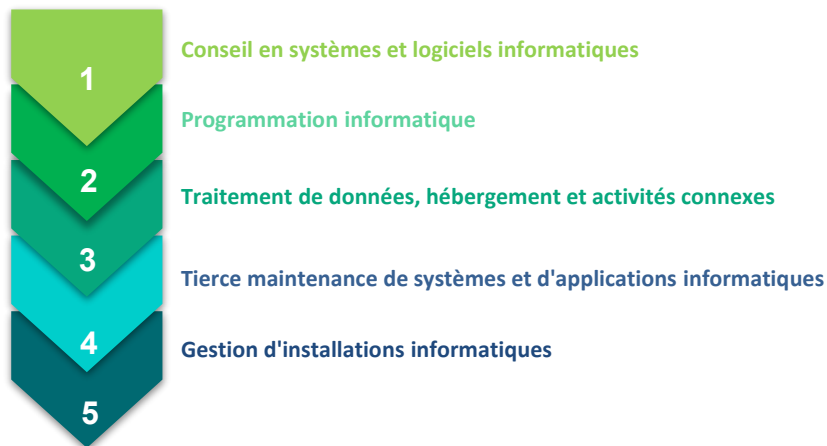 1
Conseil en systèmes et logiciels informatiques
2
Programmation informatique
3
Traitement de données, hébergement et activités connexes
4
Tierce maintenance de systèmes et d'applications informatiques
5
Gestion d'installations informatiques